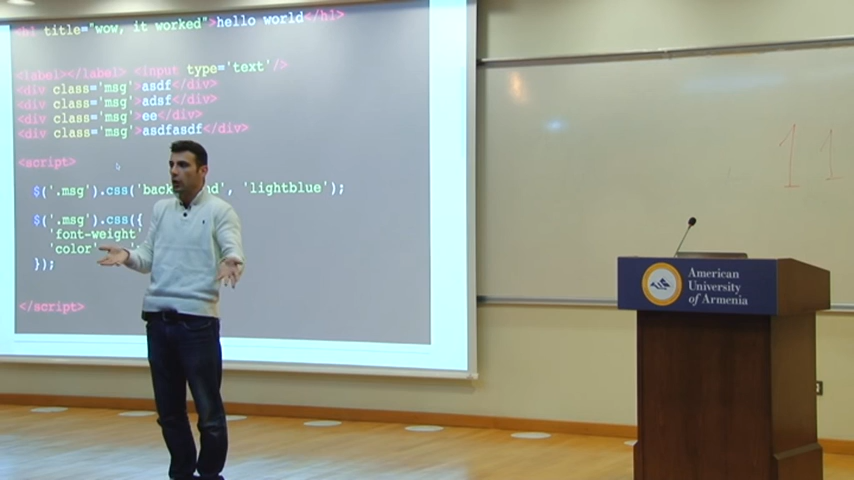 <h1 title="wow, it worked">hello world</h1>
<label></label> <input type='text'/>
<div class='msg'>asdf</div>
<div class='msg'>adsf</div>
<div class='msg'>ee</div>
<div class='msg'>asdfasdf</div>
<script>
$('.msg').css(' , 'lightblue');
$('.msg').css({
'font-weight'
'color'
});
</script>
American
University
of Armenia
11